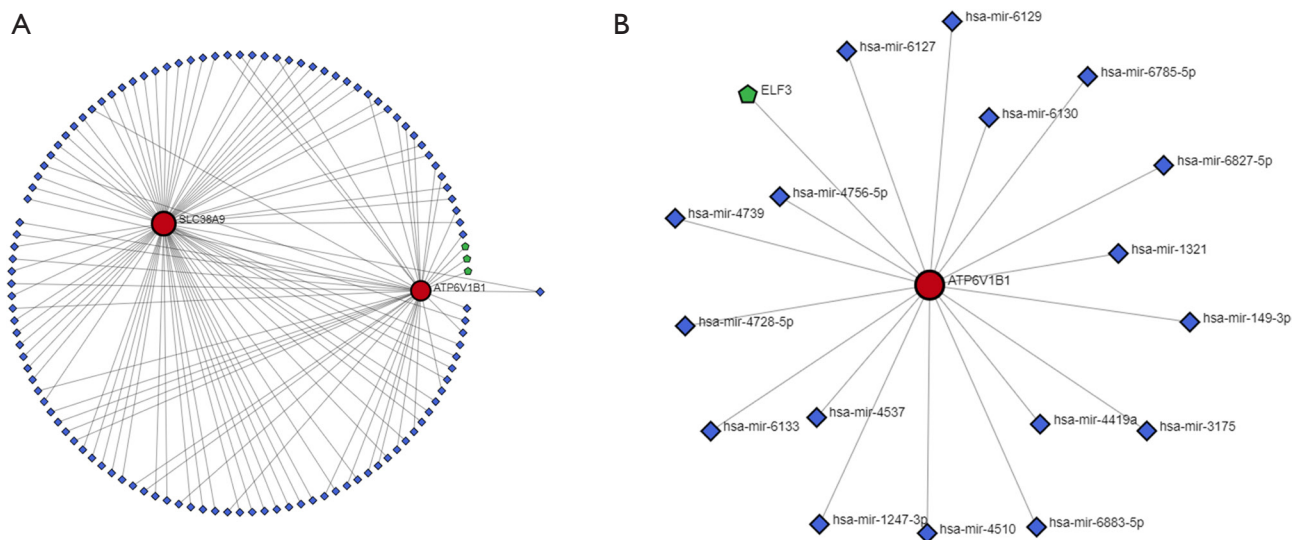 A
SLC38A9
ATP6V1B1
B
hsa-mir-6129
hsa-mir-6127
hsa-mir-6785-5p
ELF3
hsa-mir-6130
hsa-mir-6827-5p
hsa-mir-4756-5p
hsa-mir-4739
hsa-mir-1321
ATP6V1B1
hsa-mir-149-3p
hsa-mir-4728-5p
hsa-mir-4537
hsa-mir-4419a
hsa-mir-6133
hsa-mir-3175
hsa-mir-1247-3p
hsa-mir-4510
hsa-mir-6883-5p